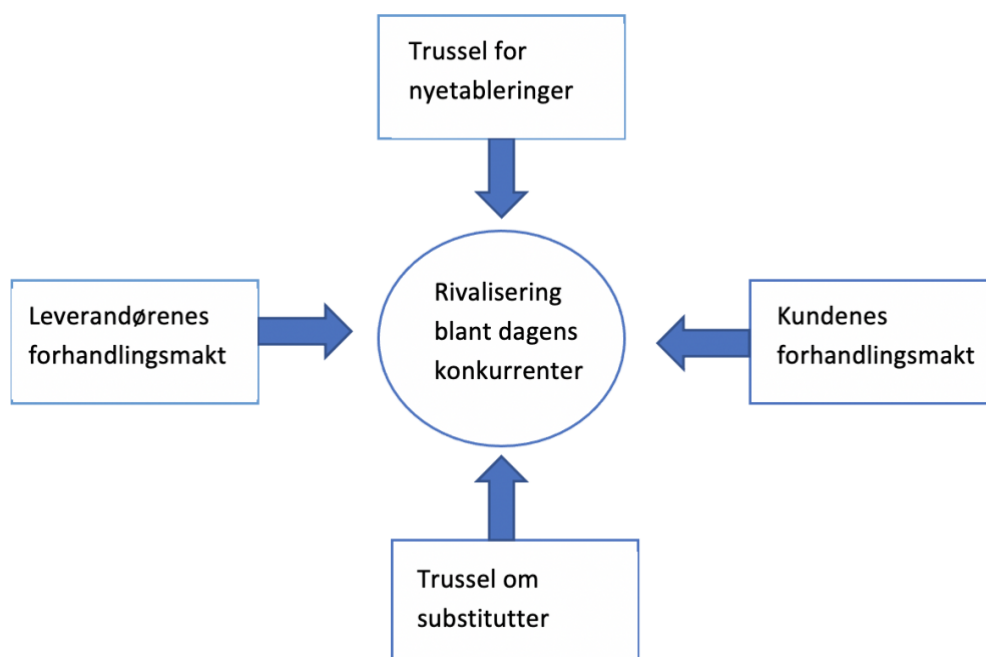 Trussel for
nyetableringer
Leverandørenes
forhandlingsmakt
Rivalisering
blant dagens
konkurrenter
Kundenes
forhandlingsmakt
Trussel om
substitutter